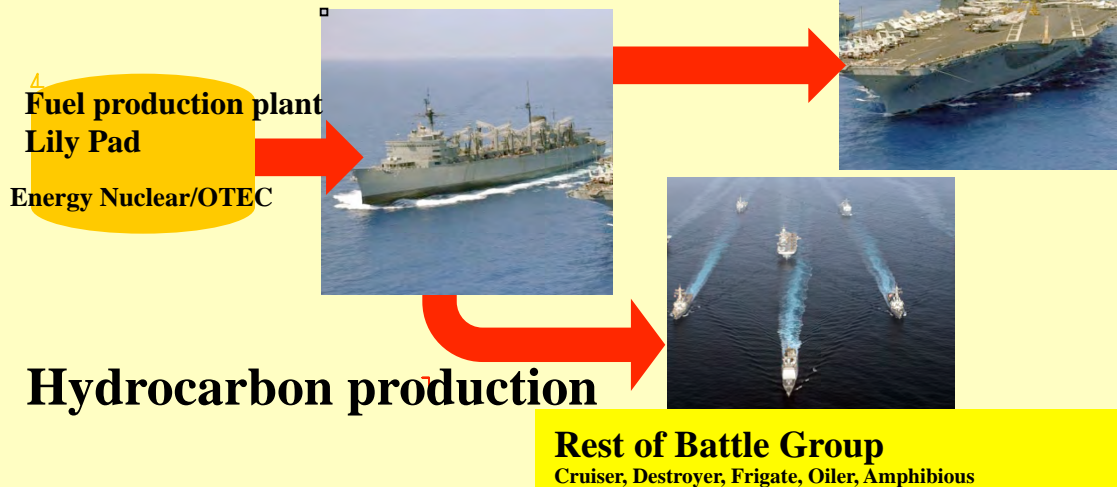 Fuel production plant
Lily Pad
Energy Nuclear/OTEC
Hydrocarbon production
Rest of Battle Group
Cruiser, Destroyer, Frigate, Oiler, Amphibious